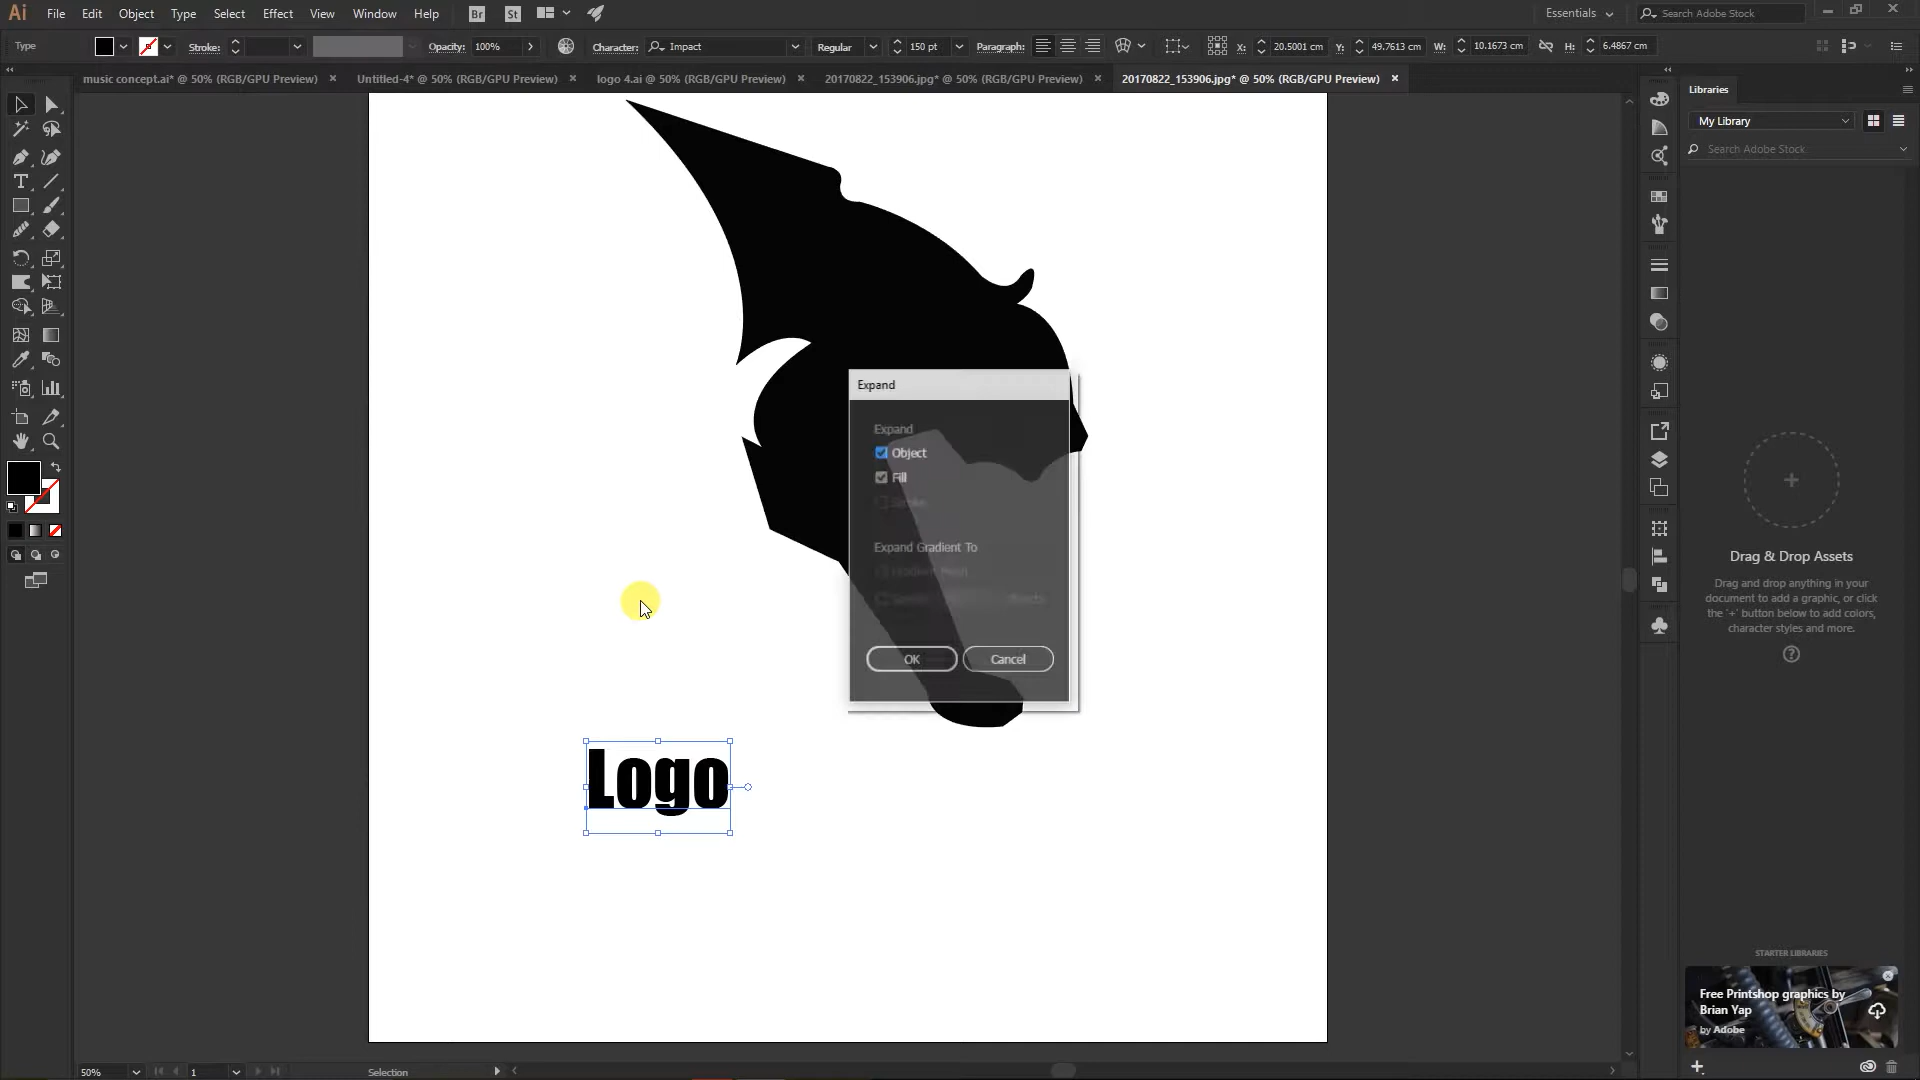 Ai File Edit Object Type Select Effect View Window Help Br St Essentials Search Adobe Stock
Type Stroke: Opacity: 100% Character: Impact Regular 150 pt Paragraph: X: 20.5001 cm Y: 49.7613 cm W: 10.1673 cm H: 6.4867 cm
music concept.ai* @ 50% (RGB/GPU Preview) Untitled-4* @ 50% (RGB/GPU Preview) logo 4.ai @ 50% (RGB/GPU Preview) 20170822_153906.jpg* @ 50% (RGB/GPU Preview) 20170822_153906.jpg* @ 50% (RGB/GPU Preview)
Libraries
My Library
Search Adobe Stock
Expand
Expand
Object
Fill
Stroke
Expand Gradient To
Gradient Mesh
OK Cancel
Logo
Drag & Drop Assets
Drag and drop anything in your
document to add a graphic, or click
the '+' button below to add colors,
character styles and more.
STARTER LIBRARIES
Free Printshop graphics by
Brian Yap
by Adobe
50% 1 Selection